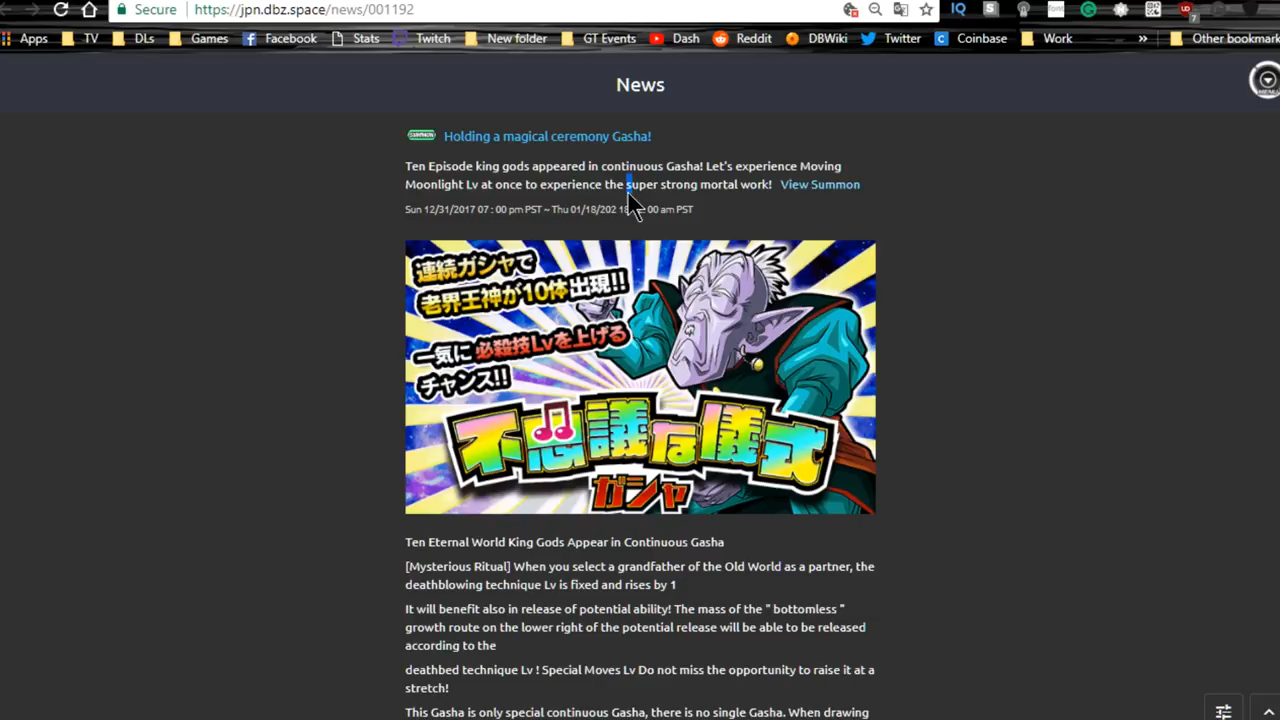 Secure https://jpn.dbz.space/news/001192
Apps TV DLs Games Facebook Stats Twitch New folder GT Events Dash Reddit DBWiki Twitter Coinbase Work » Other bookmark
News
Holding a magical ceremony Gasha!
Ten Episode king gods appeared in continuous Gasha! Let's experience Moving
Moonlight Lv at once to experience the super strong mortal work! View Summon
Sun 12/31/2017 07 : 00 pm PST ~ Thu 01/18/202 18 00 am PST
連続ガシャで
老界王神が10体出現!!
一気に必殺技Lvを上げる
チャンス!!
不思議な儀式
ガシャ
Ten Eternal World King Gods Appear in Continuous Gasha
[Mysterious Ritual] When you select a grandfather of the Old World as a partner, the
deathblowing technique Lv is fixed and rises by 1
It will benefit also in release of potential ability! The mass of the " bottomless "
growth route on the lower right of the potential release will be able to be released
according to the
deathbed technique Lv ! Special Moves Lv Do not miss the opportunity to raise it at a
stretch!
This Gasha is only special continuous Gasha, there is no single Gasha. When drawing